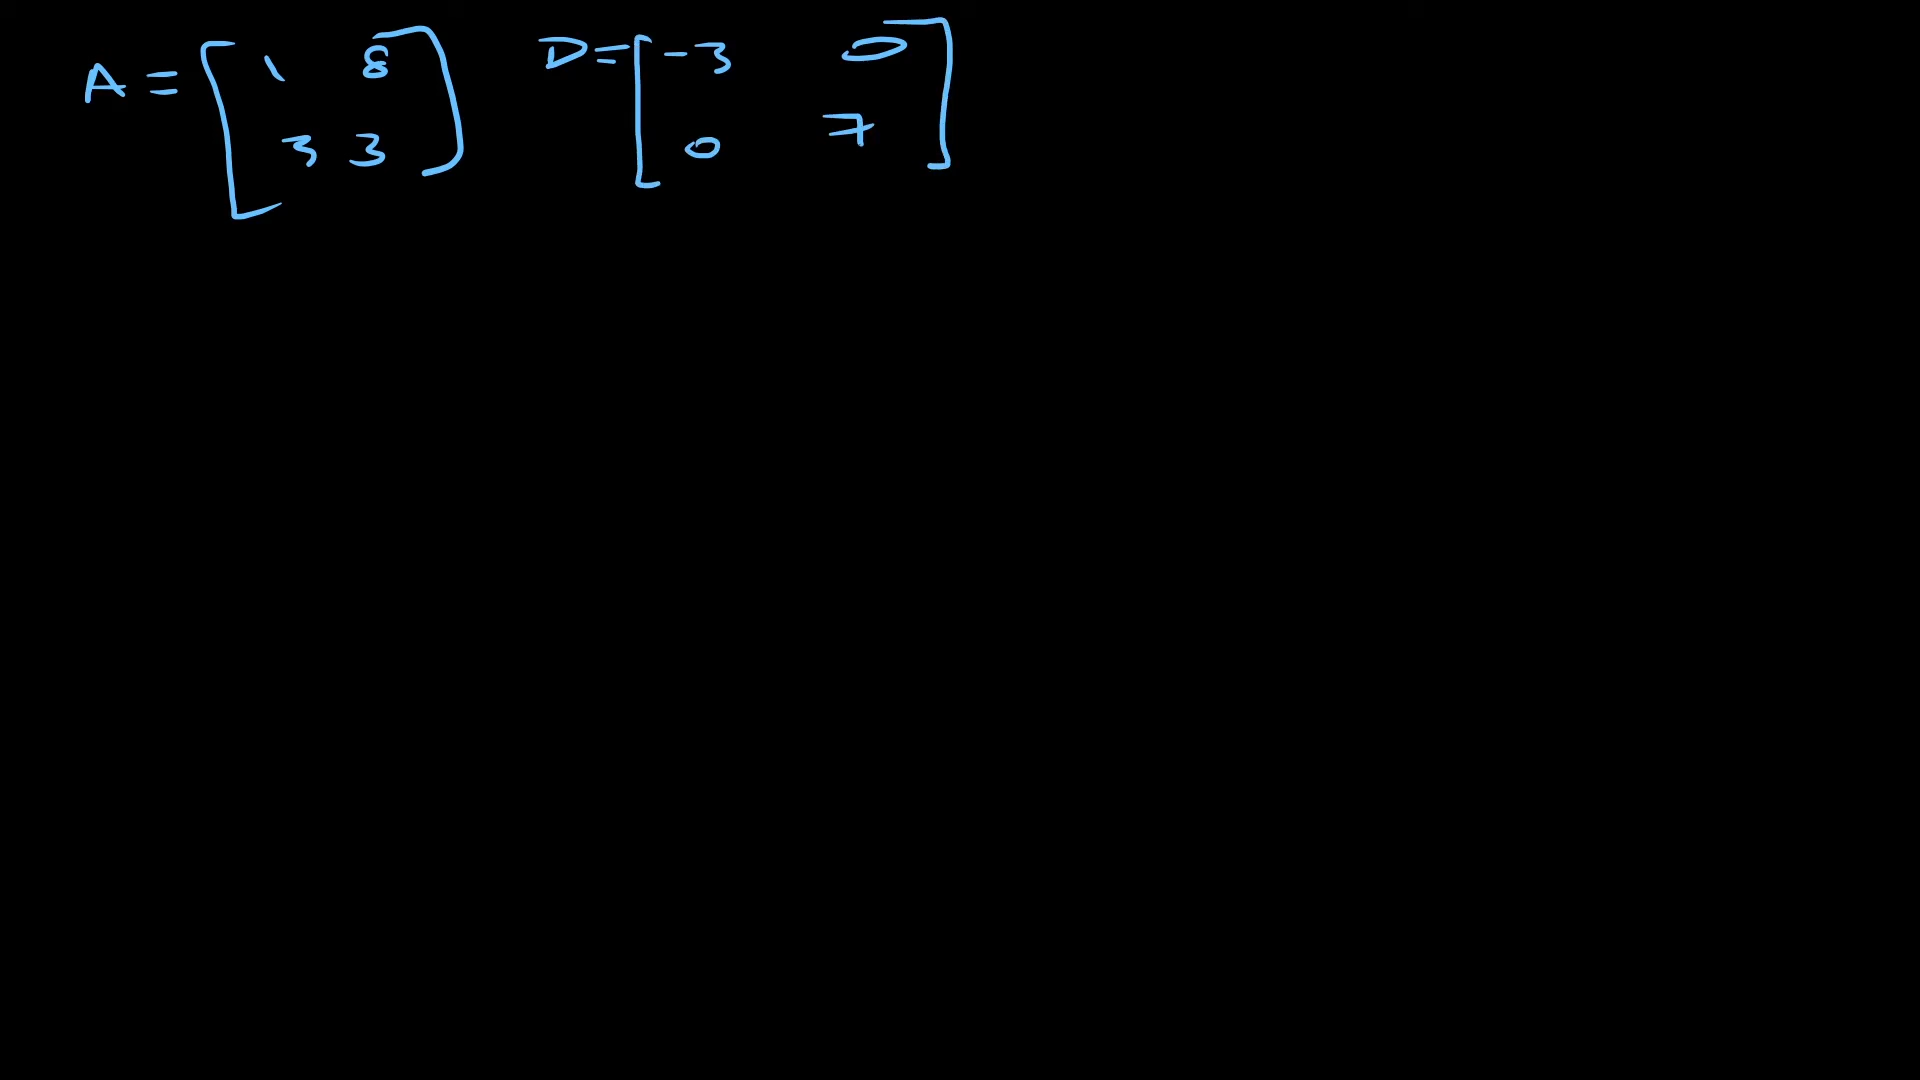 A = [ 1 8 D = [ -3 0 ]
3 3 ] 0 7